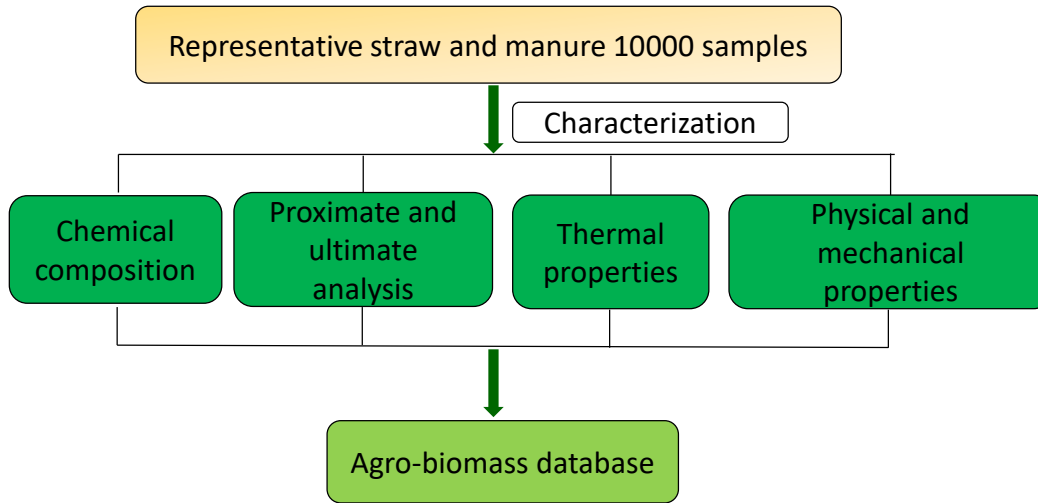 Representative straw and manure 10000 samples
Characterization
Chemical
composition
Proximate and
ultimate
analysis
Thermal
properties
Physical and
mechanical
properties
Agro-biomass database